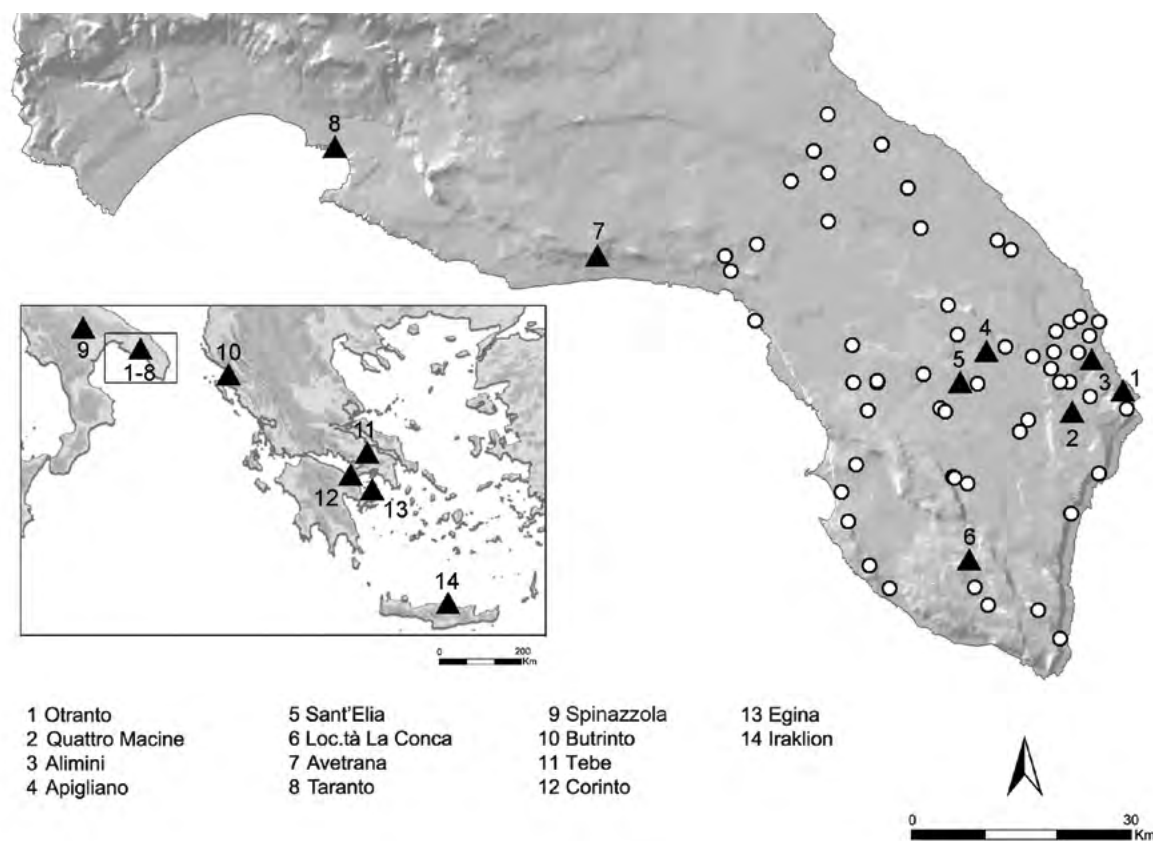 8
7
4
5
3
1
2
6
9
1-8
10
11
12
13
14
0 200
Km
1 Otranto
2 Quattro Macine
3 Alimini
4 Apigliano
5 Sant'Elia
6 Loc.tà La Conca
7 Avetrana
8 Taranto
9 Spinazzola
10 Butrinto
11 Tebe
12 Corinto
13 Egina
14 Iraklion
0 30
Km